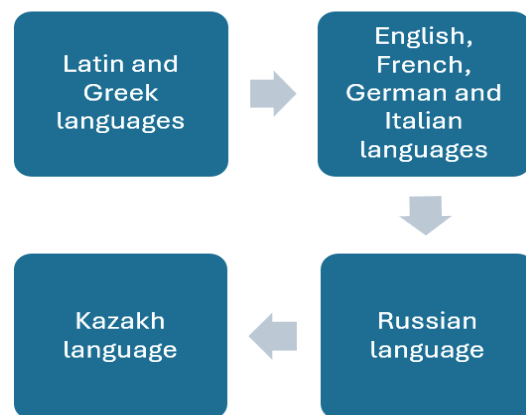 Latin and
Greek
languages
English,
French,
German and
Italian
languages
Russian
language
Kazakh
language